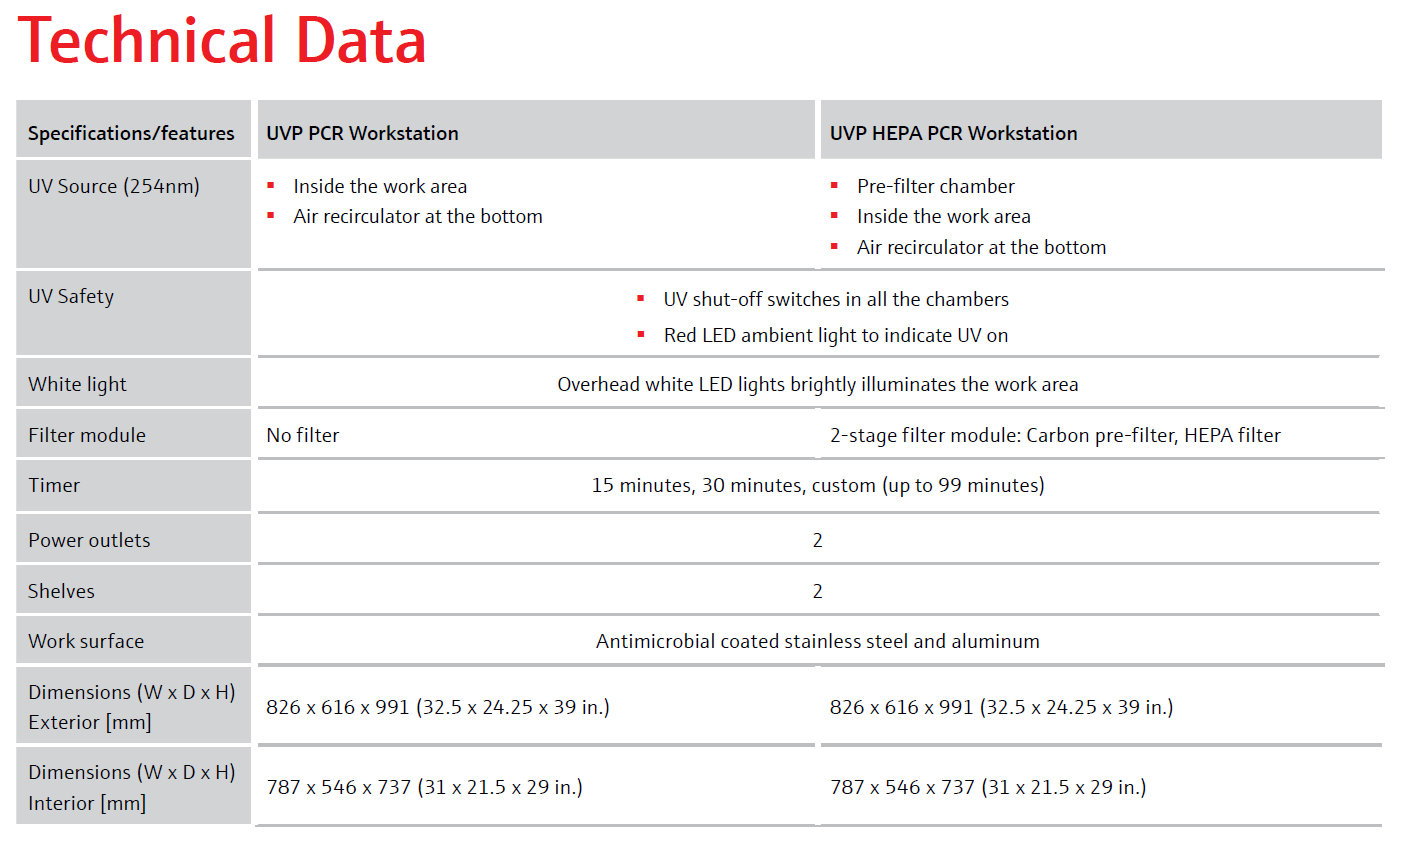 Technical Data
Specifications/features UVP PCR Workstation UVP HEPA PCR Workstation
UV Source (254nm)
▪ Inside the work area
▪ Air recirculator at the bottom
▪ Pre-filter chamber
▪ Inside the work area
▪ Air recirculator at the bottom
UV Safety
▪ UV shut-off switches in all the chambers
▪ Red LED ambient light to indicate UV on
White light Overhead white LED lights brightly illuminates the work area
Filter module No filter 2-stage filter module: Carbon pre-filter, HEPA filter
Timer 15 minutes, 30 minutes, custom (up to 99 minutes)
Power outlets 2
Shelves 2
Work surface Antimicrobial coated stainless steel and aluminum
Dimensions (W x D x H)
Exterior [mm]
826 x 616 x 991 (32.5 x 24.25 x 39 in.) 826 x 616 x 991 (32.5 x 24.25 x 39 in.)
Dimensions (W x D x H)
Interior [mm]
787 x 546 x 737 (31 x 21.5 x 29 in.) 787 x 546 x 737 (31 x 21.5 x 29 in.)